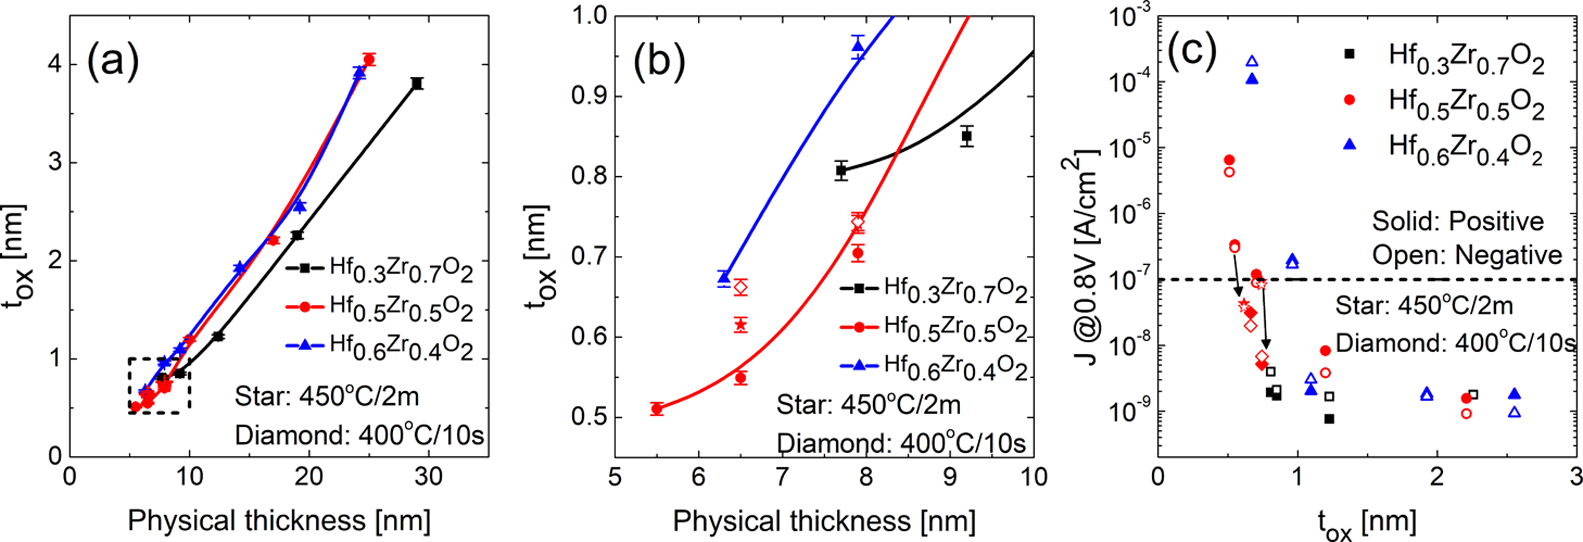 (a)
4
3
2
1
0
0 10 20 30
tox [nm]
Physical thickness [nm]
Hf0.3Zr0.7O2
Hf0.5Zr0.5O2
Hf0.6Zr0.4O2
Star: 450°C/2m
Diamond: 400°C/10s
(b)
1.0
0.9
0.8
0.7
0.6
0.5
5 6 7 8 9 10
tox [nm]
Physical thickness [nm]
Hf0.3Zr0.7O2
Hf0.5Zr0.5O2
Hf0.6Zr0.4O2
Star: 450°C/2m
Diamond: 400°C/10s
(c)
10-3
10-4
10-5
10-6
10-7
10-8
10-9
0 1 2 3
J @0.8V [A/cm2]
tox [nm]
Hf0.3Zr0.7O2
Hf0.5Zr0.5O2
Hf0.6Zr0.4O2
Solid: Positive
Open: Negative
Star: 450°C/2m
Diamond: 400°C/10s